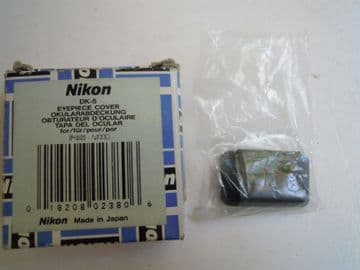 Nikon
DK-5
EYEPIECE COVER
OKULARABDECKUNG
OBTURATEUR D'OCULAIRE
TAPA DEL OCULAR
for/für/pour/por
0 18208 02380 6
Nikon Made in Japan